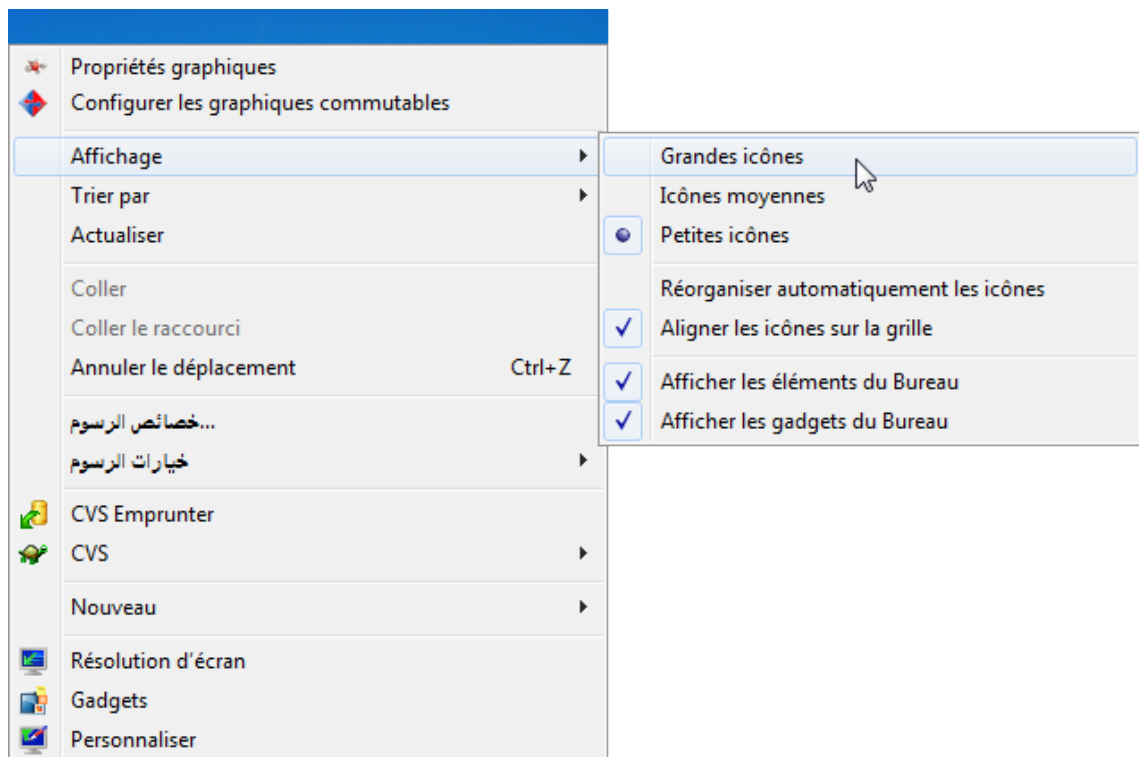 Propriétés graphiques
Configurer les graphiques commutables
Affichage
Trier par
Actualiser
Coller
Coller le raccourci
Annuler le déplacement Ctrl+Z
خصائص الرسوم...
خيارات الرسوم
CVS Emprunter
CVS
Nouveau
Résolution d'écran
Gadgets
Personnaliser
Grandes icônes
Icônes moyennes
Petites icônes
Réorganiser automatiquement les icônes
Aligner les icônes sur la grille
Afficher les éléments du Bureau
Afficher les gadgets du Bureau